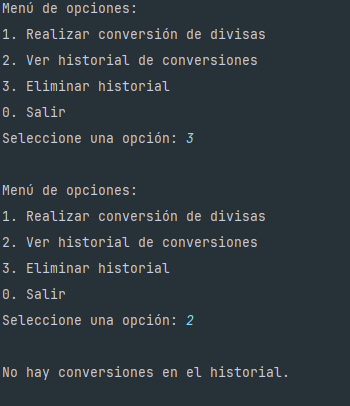 Menú de opciones:
1. Realizar conversión de divisas
2. Ver historial de conversiones
3. Eliminar historial
0. Salir
Seleccione una opción: 3
Menú de opciones:
1. Realizar conversión de divisas
2. Ver historial de conversiones
3. Eliminar historial
0. Salir
Seleccione una opción: 2
No hay conversiones en el historial.